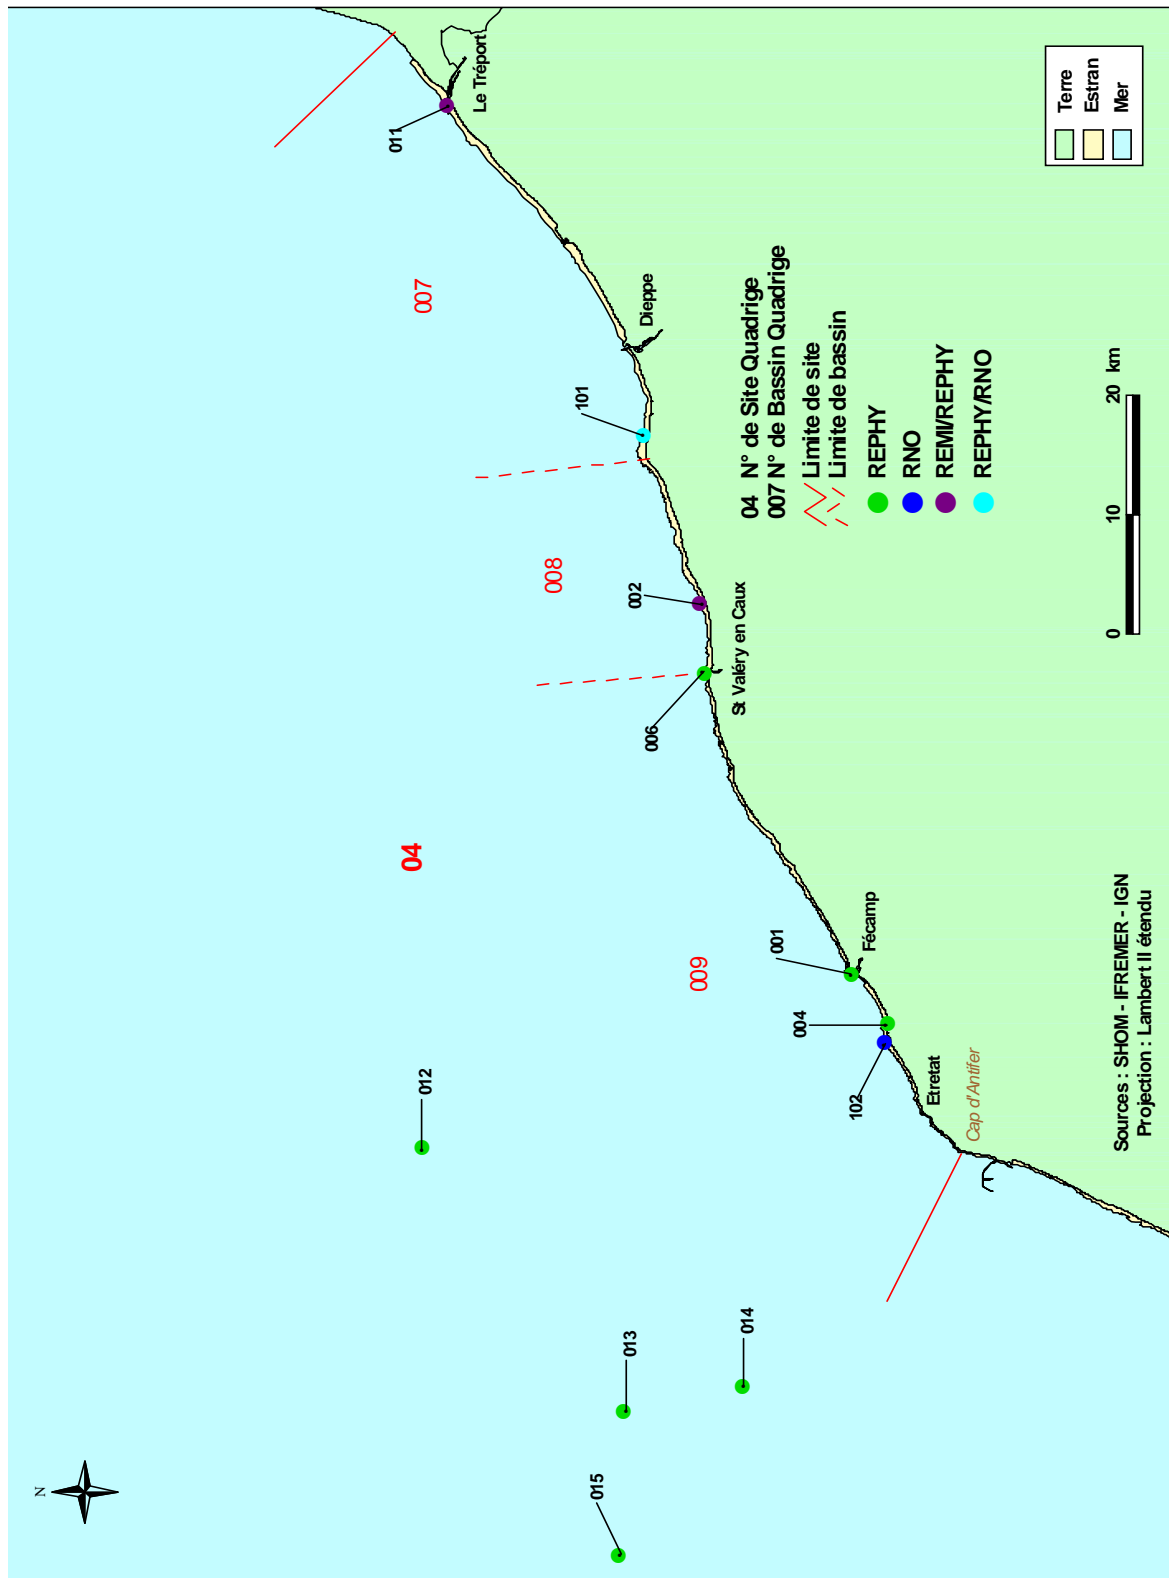 N
015
013
014
012
04
009
008
007
102
004
001
006
002
101
011
Cap d'Antifer
Etretat
Fécamp
St Valéry en Caux
Dieppe
Le Tréport
04 N° de Site Quadrige
007 N° de Bassin Quadrige
Limite de site
Limite de bassin
REPHY
RNO
REMI/REPHY
REPHY/RNO
Terre
Estran
Mer
0 10 20 km
Sources : SHOM - IFREMER - IGN
Projection : Lambert II étendu